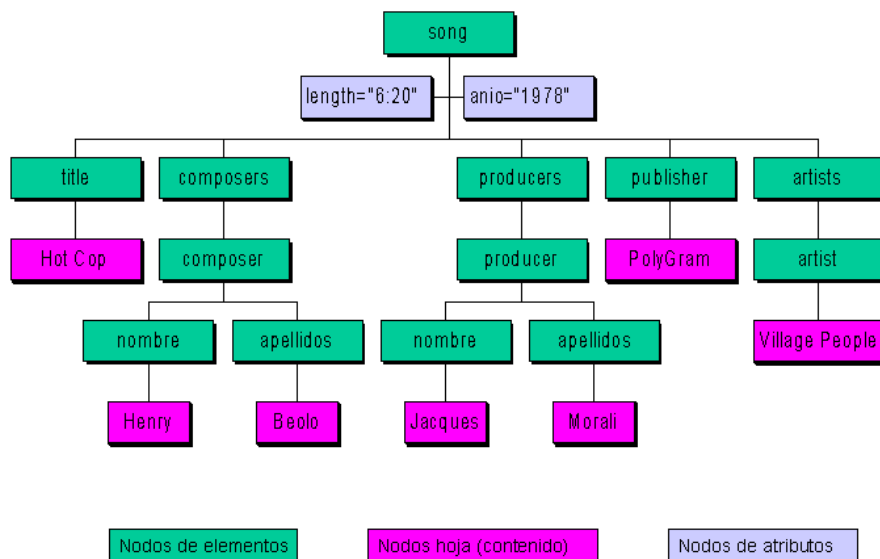 song
length="6:20"
anio="1978"
title
composers
producers
publisher
artists
Hot Cop
composer
producer
PolyGram
artist
nombre
apellidos
nombre
apellidos
Village People
Henry
Beolo
Jacques
Morali
Nodos de elementos
Nodos hoja (contenido)
Nodos de atributos